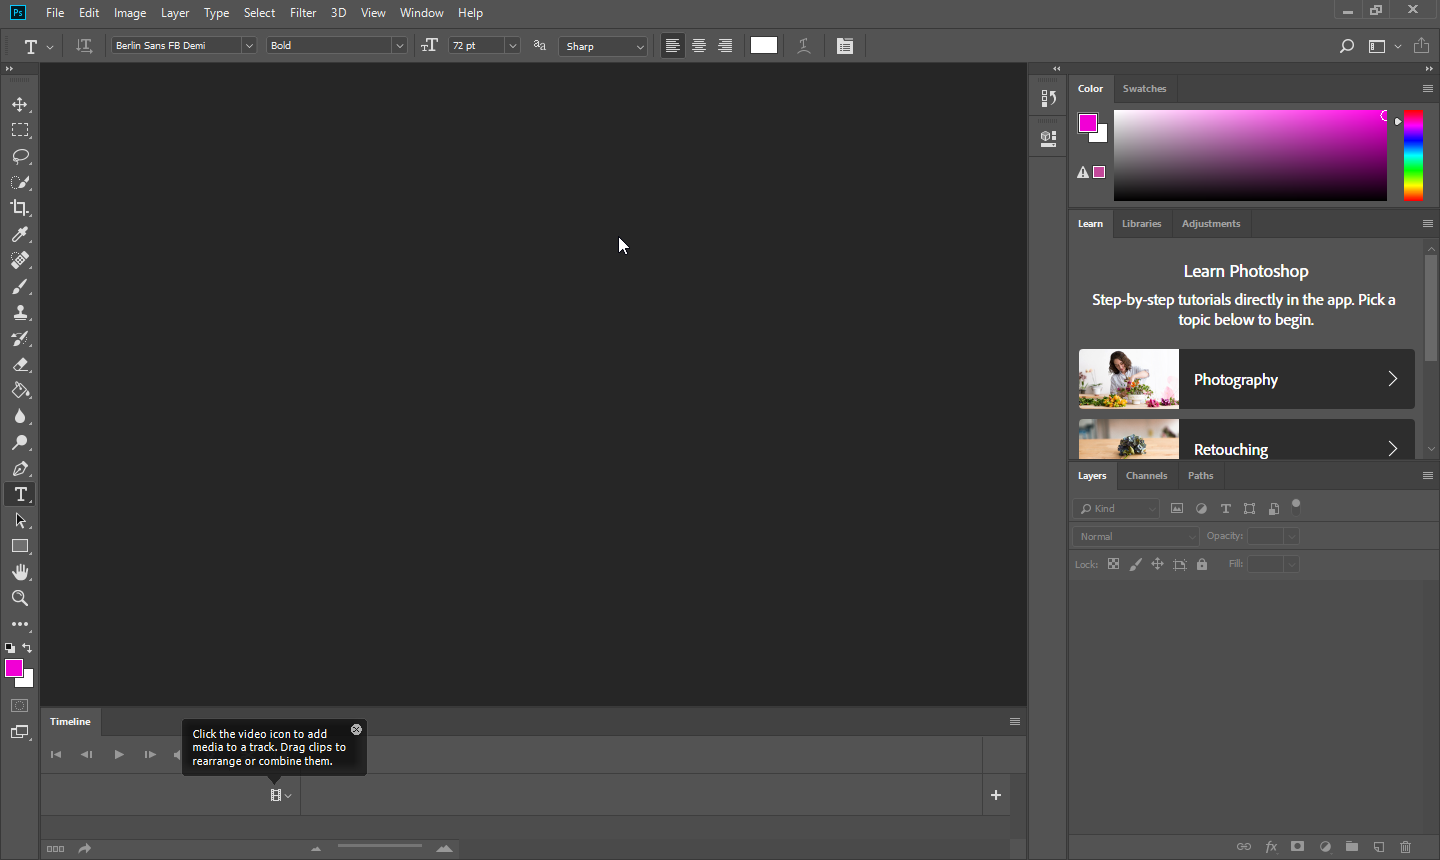 Ps File Edit Image Layer Type Select Filter 3D View Window Help
Berlin Sans FB Demi Bold 72 pt aa Sharp
Color Swatches
Learn Libraries Adjustments
Learn Photoshop
Step-by-step tutorials directly in the app. Pick a
topic below to begin.
Photography
Retouching
Layers Channels Paths
Kind
Normal Opacity:
Lock: Fill:
fx
Timeline
Click the video icon to add
media to a track. Drag clips to
rearrange or combine them.